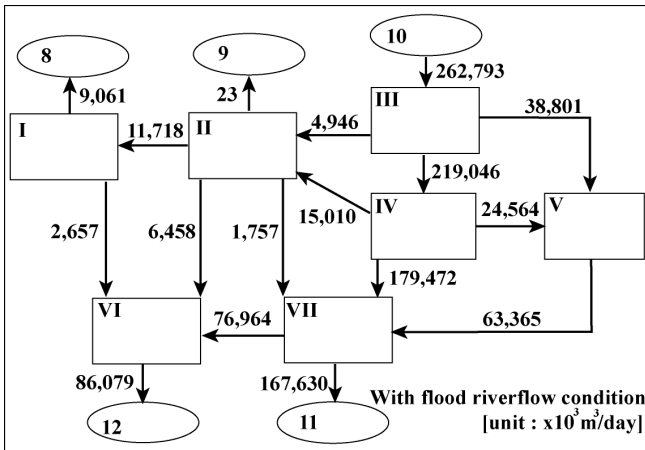 8
9
10
9,061
23
262,793
I
II
III
11,718
4,946
38,801
219,046
2,657
6,458
1,757
15,010
IV
24,564
V
179,472
VI
76,964
VII
63,365
86,079
167,630
12
11
With flood riverflow condition
[unit : x10³m³/day]